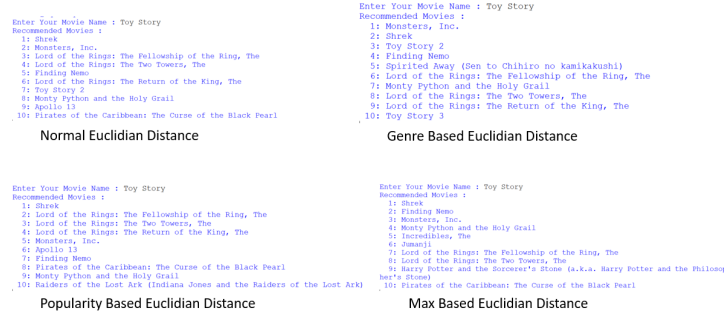 Enter Your Movie Name : Toy Story
Recommended Movies :
1: Shrek
2: Monsters, Inc.
3: Lord of the Rings: The Fellowship of the Ring, The
4: Lord of the Rings: The Two Towers, The
5: Finding Nemo
6: Lord of the Rings: The Return of the King, The
7: Toy Story 2
8: Monty Python and the Holy Grail
9: Apollo 13
10: Pirates of the Caribbean: The Curse of the Black Pearl
Normal Euclidian Distance
Enter Your Movie Name : Toy Story
Recommended Movies :
1: Monsters, Inc.
2: Shrek
3: Toy Story 2
4: Finding Nemo
5: Spirited Away (Sen to Chihiro no kamikakushi)
6: Lord of the Rings: The Fellowship of the Ring, The
7: Monty Python and the Holy Grail
8: Lord of the Rings: The Two Towers, The
9: Lord of the Rings: The Return of the King, The
10: Toy Story 3
Genre Based Euclidian Distance
Enter Your Movie Name : Toy Story
Recommended Movies :
1: Shrek
2: Lord of the Rings: The Fellowship of the Ring, The
3: Lord of the Rings: The Two Towers, The
4: Lord of the Rings: The Return of the King, The
5: Monsters, Inc.
6: Apollo 13
7: Finding Nemo
8: Pirates of the Caribbean: The Curse of the Black Pearl
9: Monty Python and the Holy Grail
10: Raiders of the Lost Ark (Indiana Jones and the Raiders of the Lost Ark)
Popularity Based Euclidian Distance
Enter Your Movie Name : Toy Story
Recommended Movies :
1: Shrek
2: Finding Nemo
3: Monsters, Inc.
4: Monty Python and the Holy Grail
5: Incredibles, The
6: Jumanji
7: Lord of the Rings: The Fellowship of the Ring, The
8: Lord of the Rings: The Two Towers, The
9: Harry Potter and the Sorcerer's Stone (a.k.a. Harry Potter and the Philosop
her's Stone)
10: Pirates of the Caribbean: The Curse of the Black Pearl
Max Based Euclidian Distance